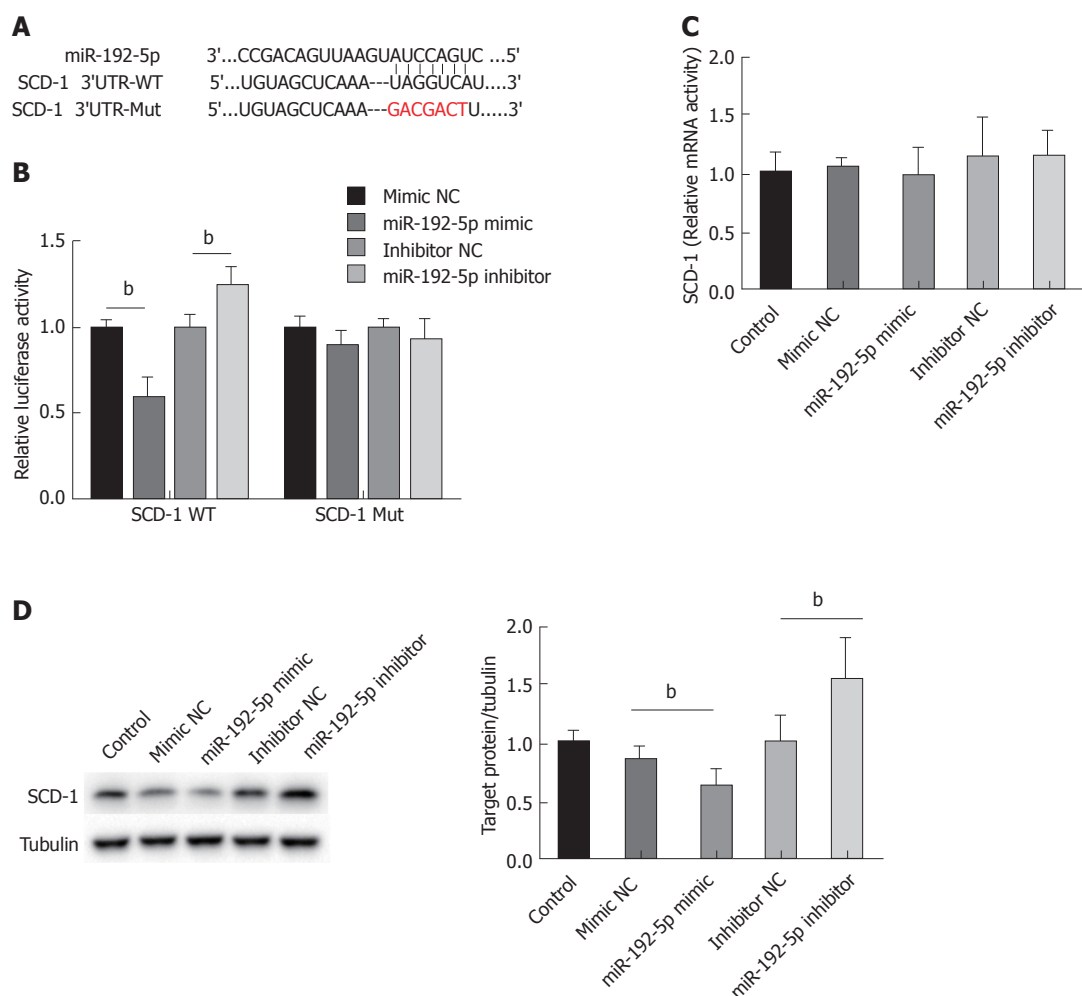 A
miR-192-5p 3'...CCGACAGUUAAGUAUCCAGUC ...5'
SCD-1 3'UTR-WT 5'...UGUAGCUCAAA---UAGGUCAU....3'
SCD-1 3'UTR-Mut 5'...UGUAGCUCAAA---GACGACTU.....3'
B
Mimic NC
miR-192-5p mimic
Inhibitor NC
miR-192-5p inhibitor
Relative luciferase activity
1.5
1.0
0.5
0.0
b
b
SCD-1 WT
SCD-1 Mut
C
SCD-1 (Relative mRNA activity)
2.0
1.5
1.0
0.5
0.0
Control
Mimic NC
miR-192-5p mimic
Inhibitor NC
miR-192-5p inhibitor
D
Control
Mimic NC
miR-192-5p mimic
Inhibitor NC
miR-192-5p inhibitor
SCD-1
Tubulin
Target protein/tubulin
2.0
1.5
1.0
0.5
0.0
b
b
Control
Mimic NC
miR-192-5p mimic
Inhibitor NC
miR-192-5p inhibitor